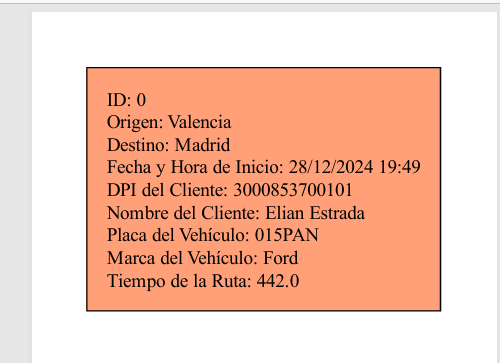 ID: 0
Origen: Valencia
Destino: Madrid
Fecha y Hora de Inicio: 28/12/2024 19:49
DPI del Cliente: 3000853700101
Nombre del Cliente: Elian Estrada
Placa del Vehículo: 015PAN
Marca del Vehículo: Ford
Tiempo de la Ruta: 442.0